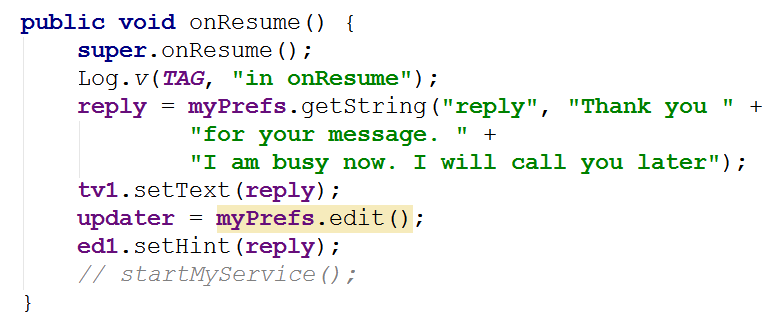 public void onResume() {
super.onResume();
Log.v(TAG, "in onResume");
reply = myPrefs.getString("reply", "Thank you " +
"for your message. " +
"I am busy now. I will call you later");
tv1.setText(reply);
updater = myPrefs.edit();
ed1.setHint(reply);
// startMyService();
}